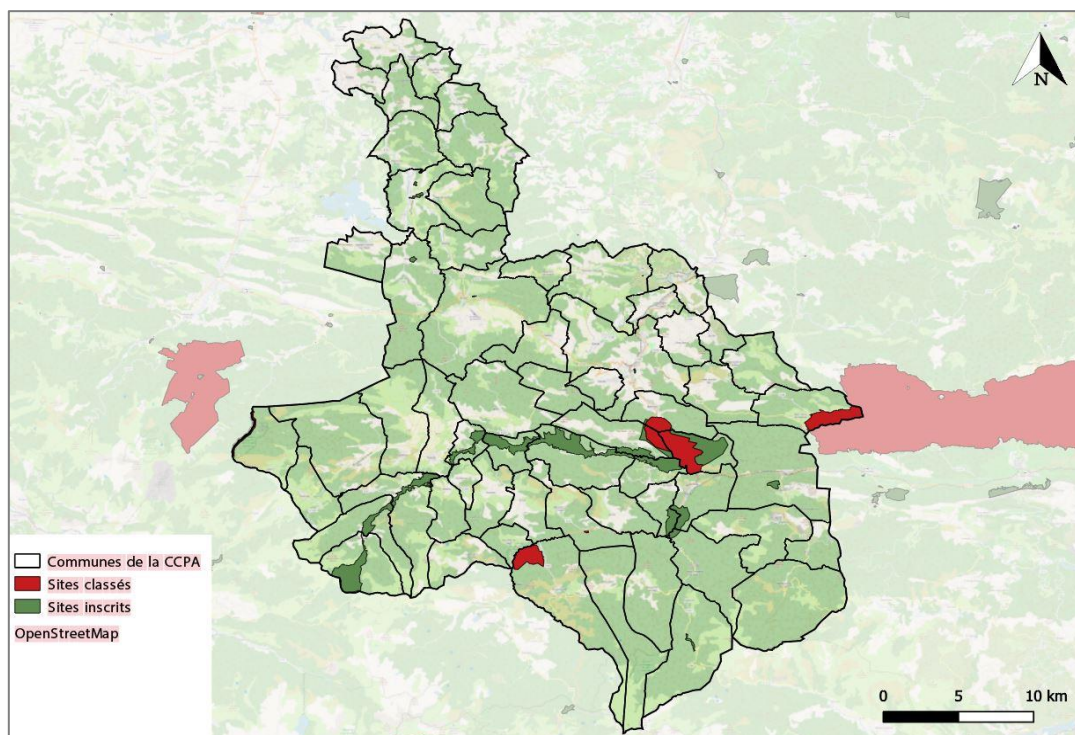 N
Communes de la CCPA
Sites classés
Sites inscrits
OpenStreetMap
0 5 10 km